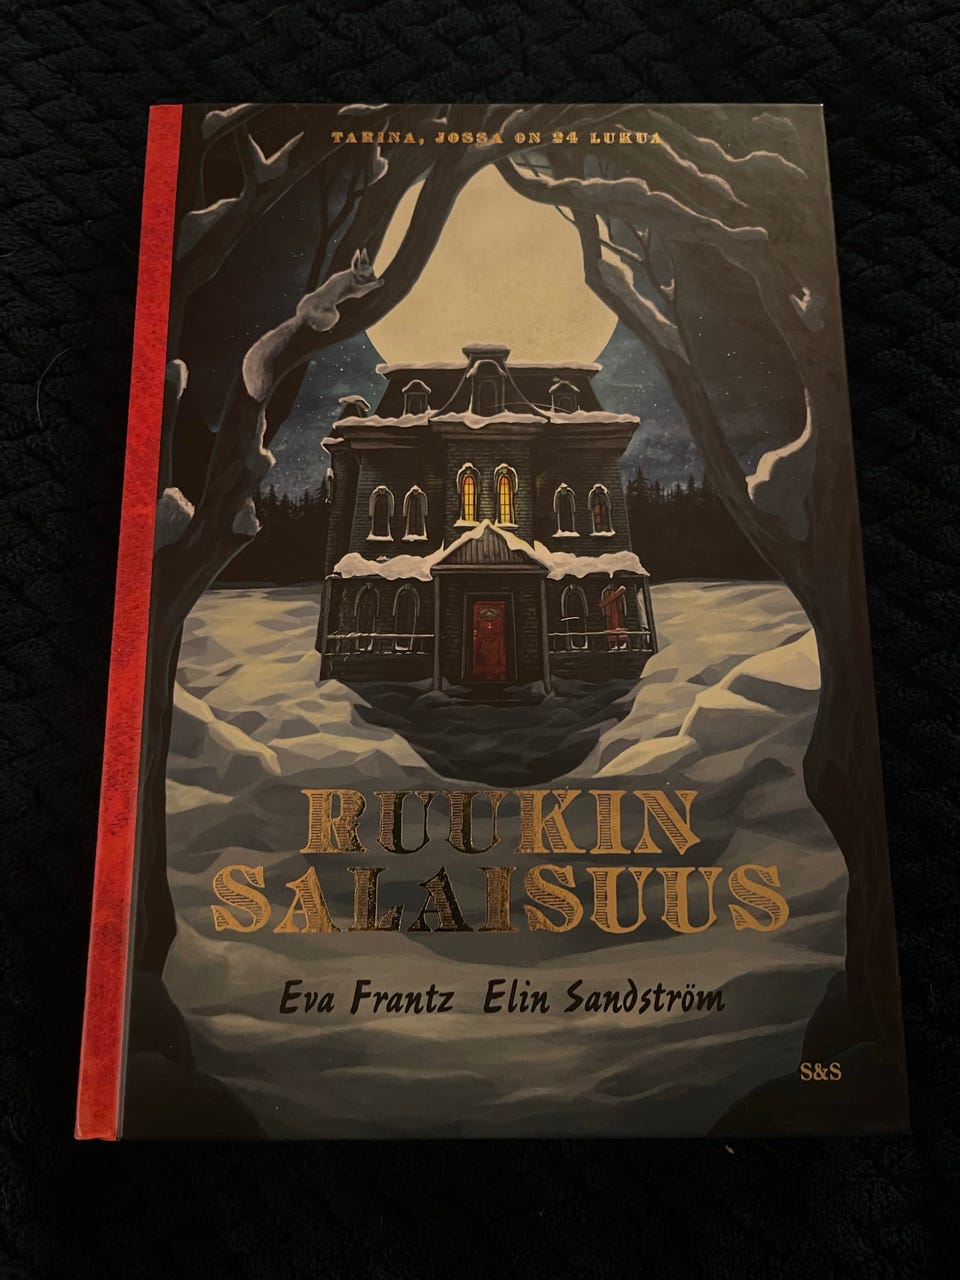 TARINA, JOSSA ON 24 LUKUA
RUUKIN
SALAISUUS
Eva Frantz Elin Sandström
S&S